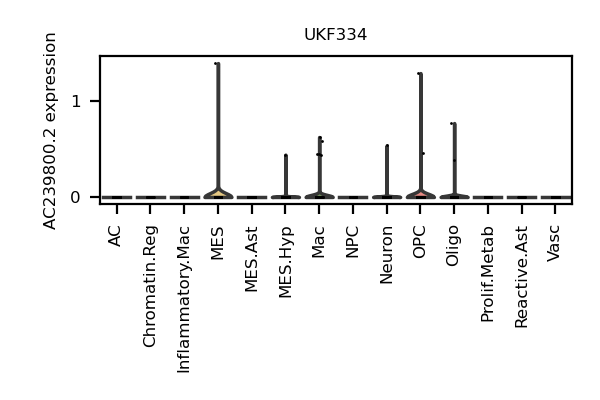 UKF334
AC239800.2 expression
1
0
AC
Chromatin.Reg
Inflammatory.Mac
MES
MES.Ast
MES.Hyp
Mac
NPC
Neuron
OPC
Oligo
Prolif.Metab
Reactive.Ast
Vasc